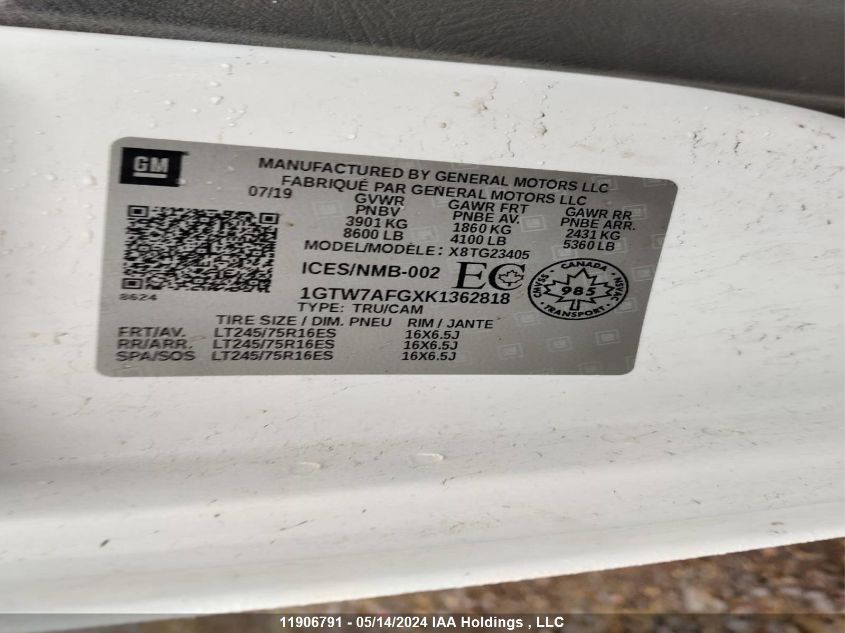 GM
MANUFACTURED BY GENERAL MOTORS LLC
FABRIQUÉ PAR GENERAL MOTORS LLC
07/19
GVWR GAWR FRT GAWR RR
PNBV PNBE AV. PNBE ARR.
3901 KG 1860 KG 2431 KG
8600 LB 4100 LB 5360 LB
MODEL/MODÈLE: X8TG23405
ICES/NMB-002 EC
CANADA
CMVSS 985 NSVAC
TRANSPORT
8624
1GTW7AFGXK1362818
TYPE: TRU/CAM
TIRE SIZE / DIM. PNEU RIM / JANTE
FRT/AV. LT245/75R16ES 16X6.5J
RR/ARR. LT245/75R16ES 16X6.5J
SPA/SOS LT245/75R16ES 16X6.5J
11906791 - 05/14/2024 IAA Holdings , LLC